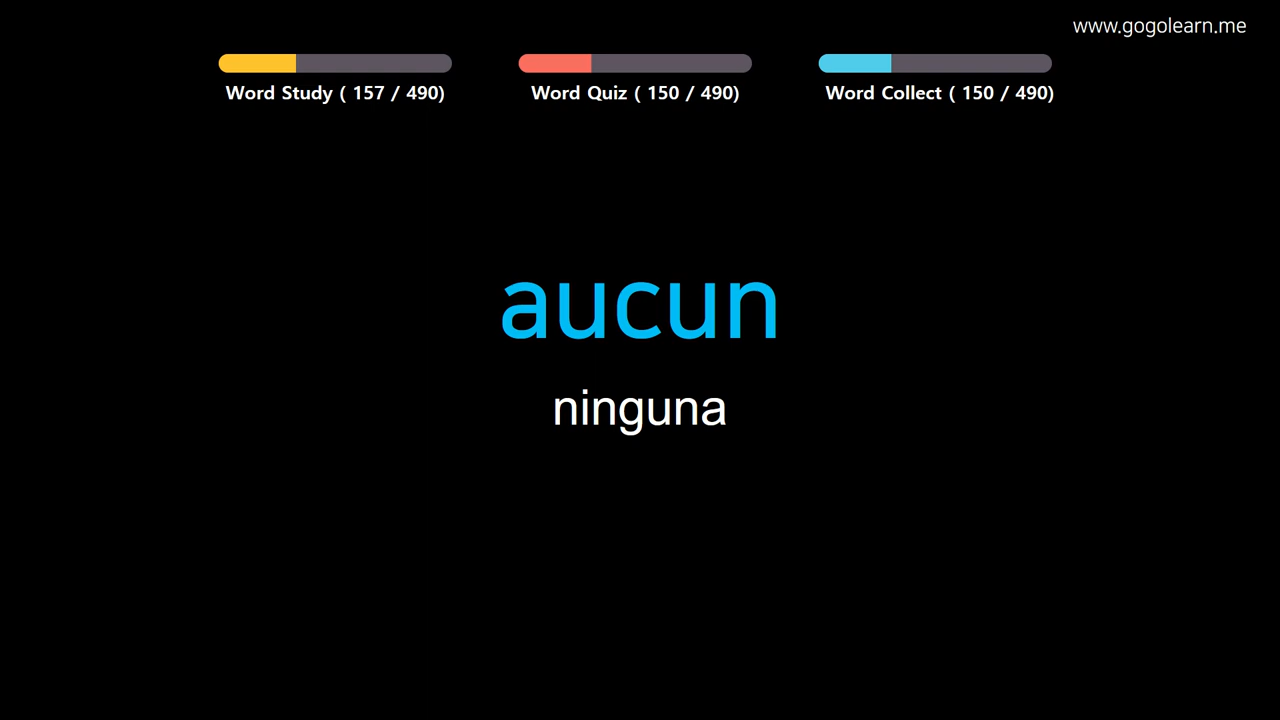 www.gogolearn.me
Word Study ( 157 / 490)
Word Quiz ( 150 / 490)
Word Collect ( 150 / 490)
aucun
ninguna